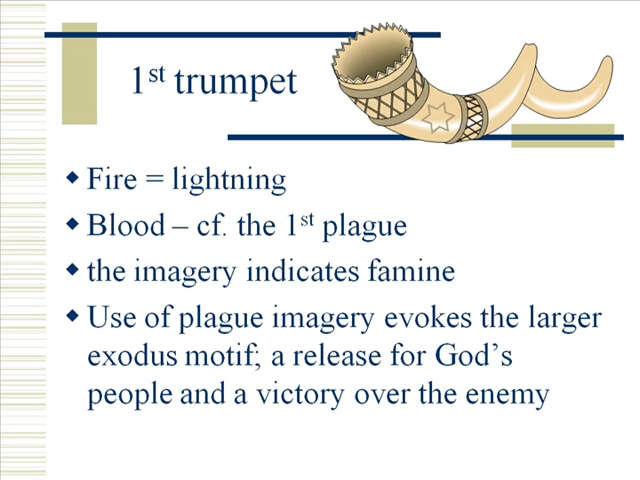 1st trumpet
Fire = lightning
Blood – cf. the 1st plague
the imagery indicates famine
Use of plague imagery evokes the larger
exodus motif; a release for God’s
people and a victory over the enemy